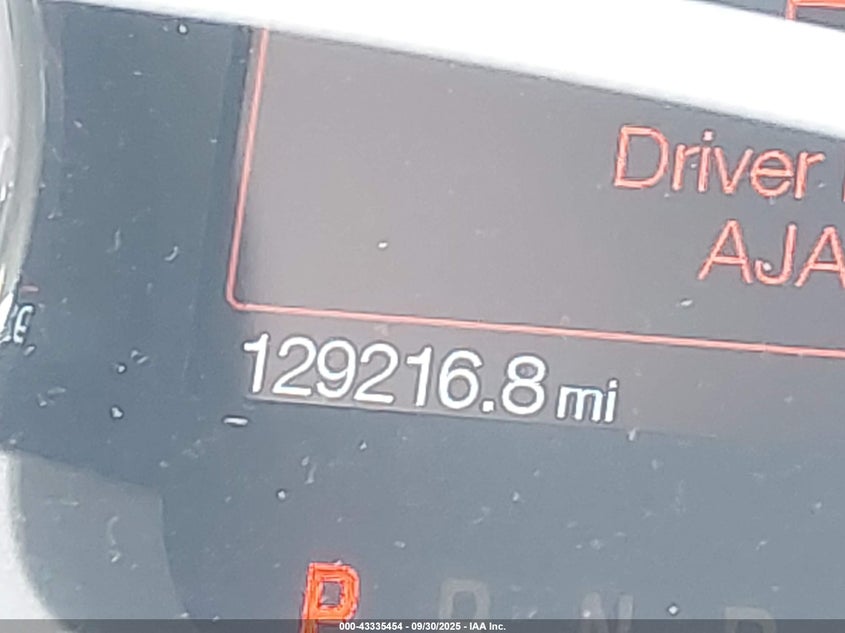 Driver
AJA
129216.8 mi
P R N D
000-43335454 - 09/30/2025 - IAA Inc.